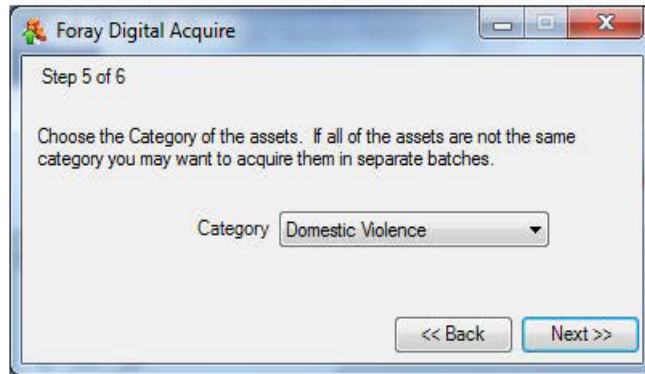 Foray Digital Acquire
Step 5 of 6
Choose the Category of the assets. If all of the assets are not the same
category you may want to acquire them in separate batches.
Category Domestic Violence
<< Back Next >>